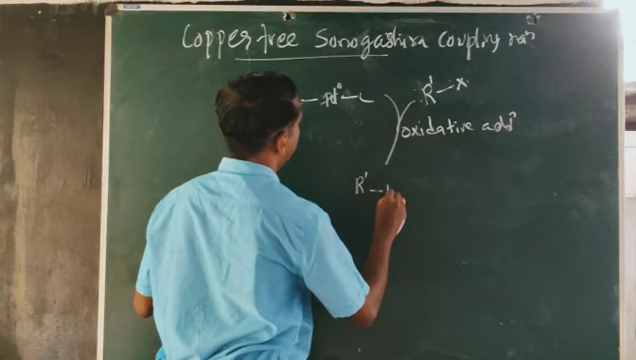 Copper free Sonogashira Coupling rxn
— Pd⁰ — L
R' — X
oxidative addⁿ
R' —